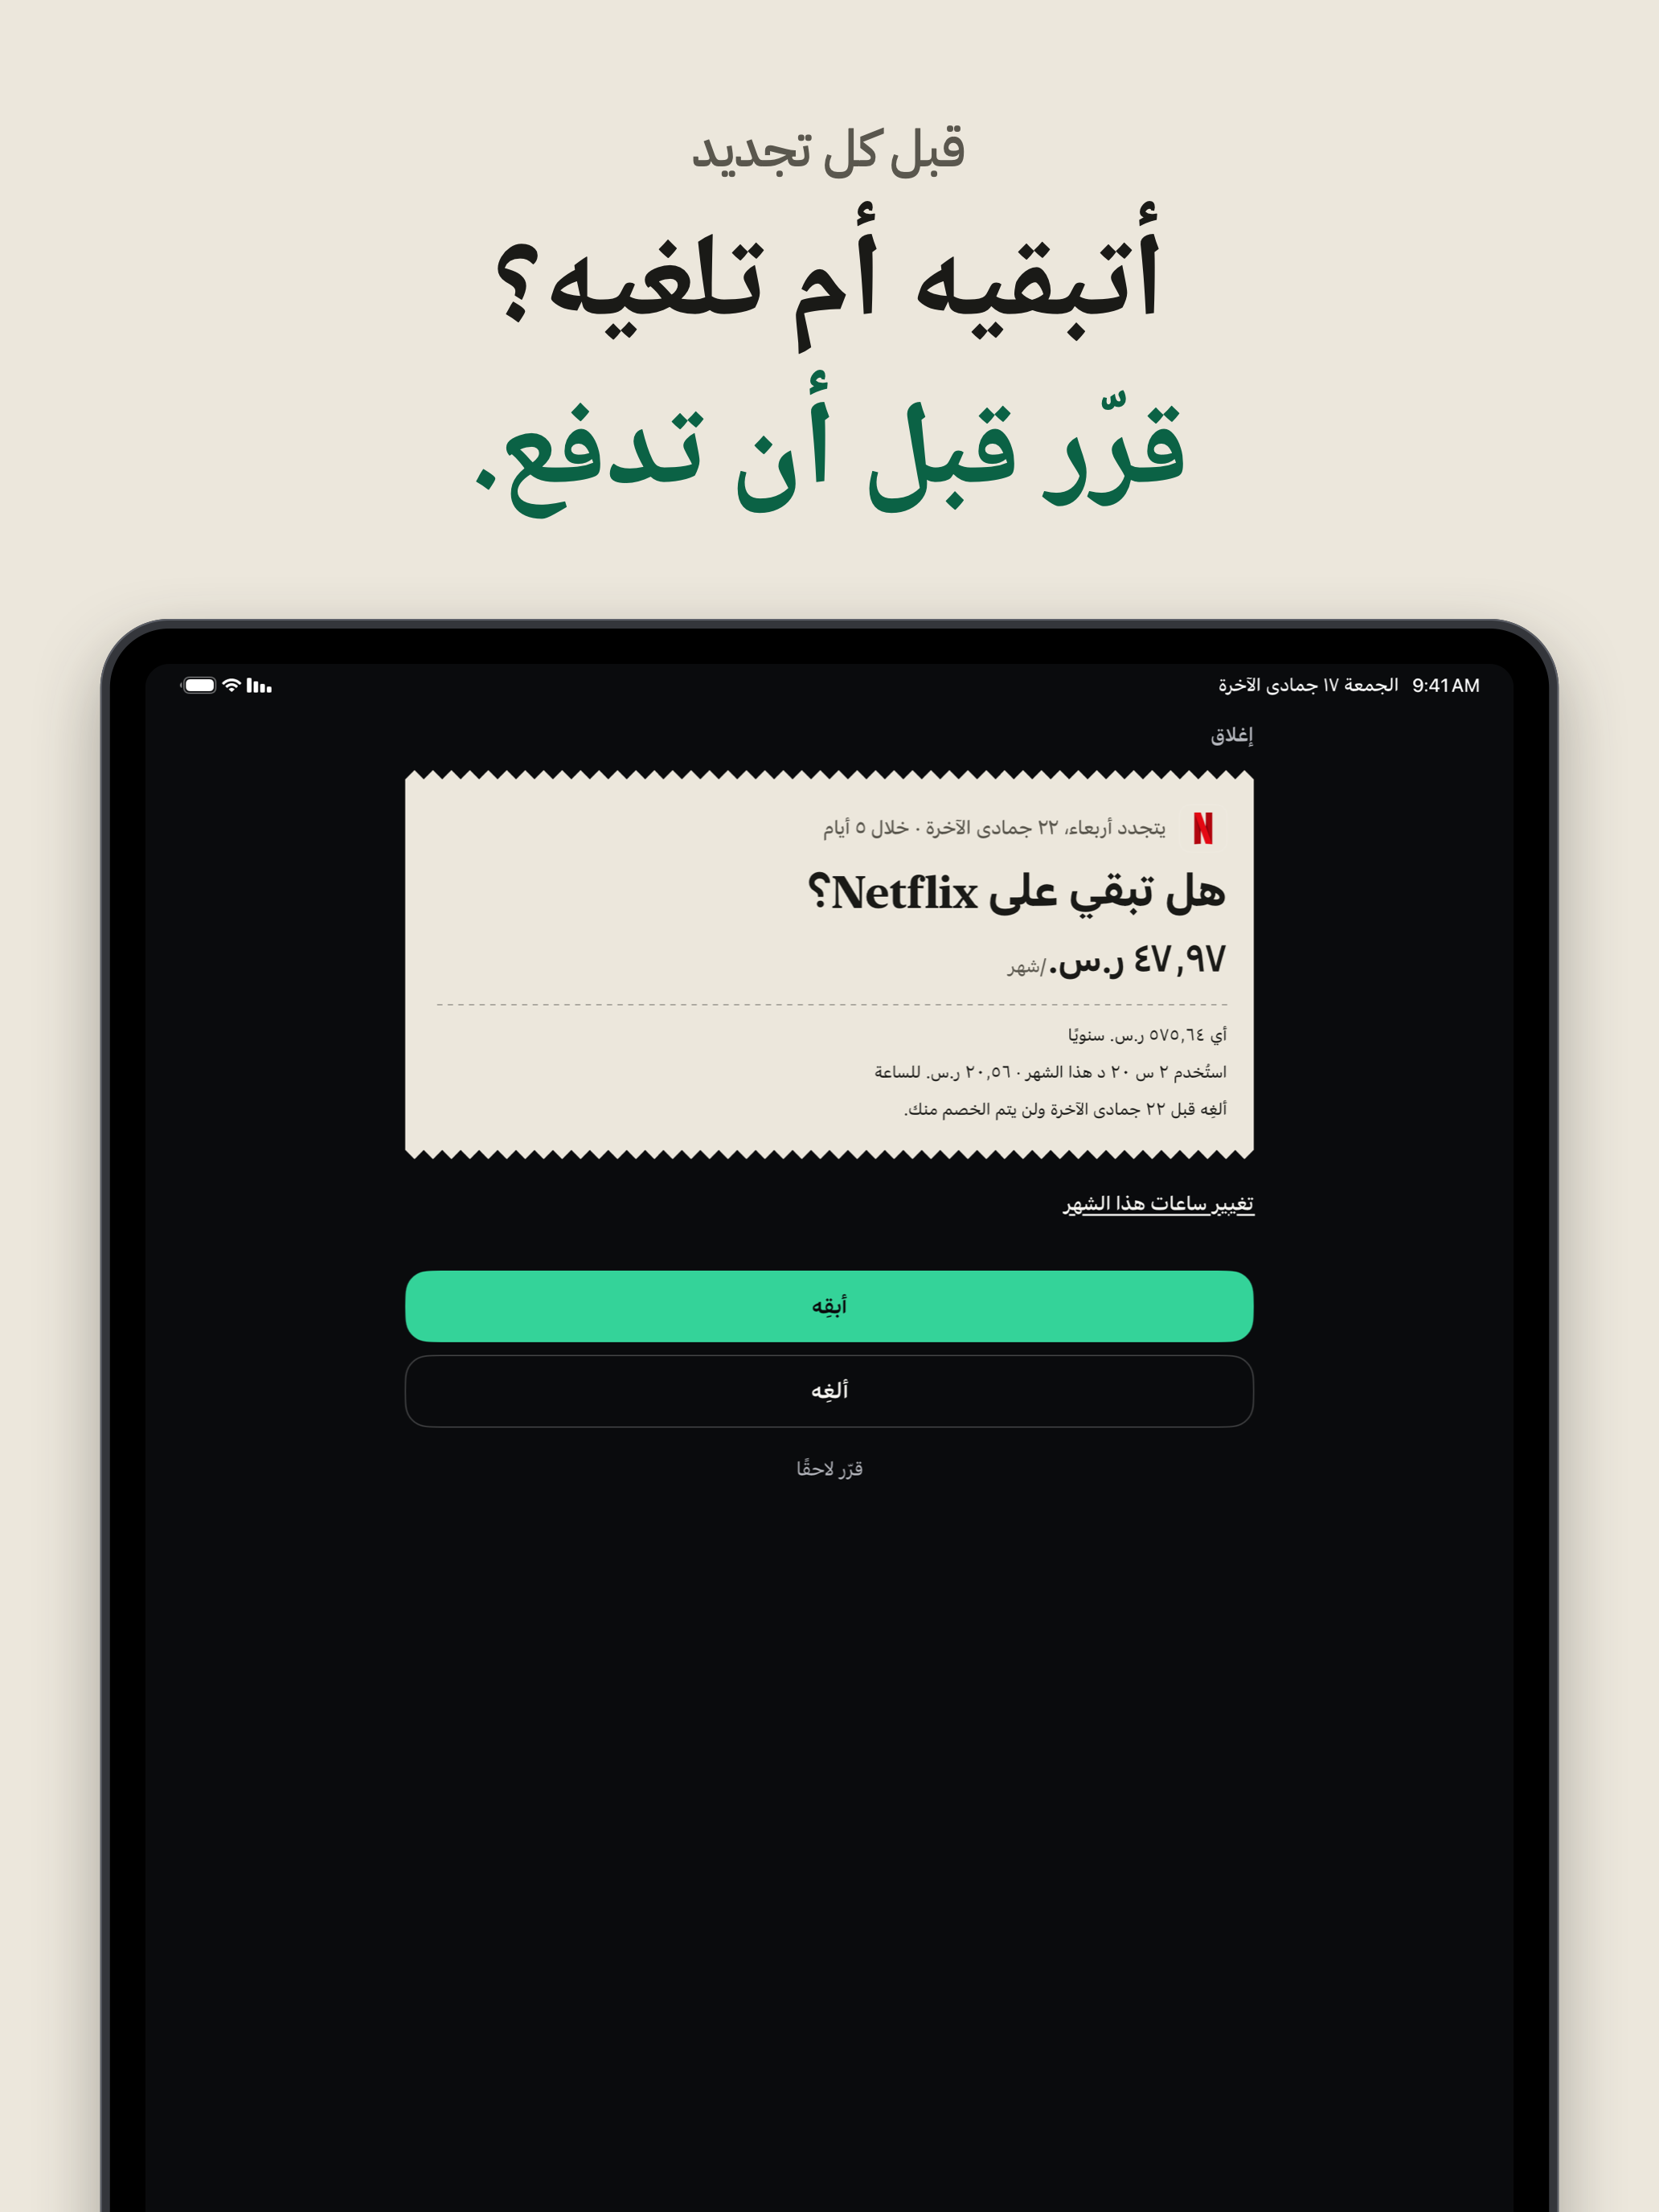 قبل كل تجديد
أتبقيه أم تلغيه؟
قرّر قبل أن تدفع.
9:41 AM الجمعة ١٧ جمادى الآخرة
إغلاق
يتجدد أربعاء، ٢٢ جمادى الآخرة · خلال ٥ أيام
هل تبقي على Netflix؟
٤٧,٩٧ ر.س./شهر
أي ٥٧٥,٦٤ ر.س. سنويًا
استُخدم ٢ س ٢٠ د هذا الشهر · ٢٠,٥٦ ر.س. للساعة
ألغِه قبل ٢٢ جمادى الآخرة ولن يتم الخصم منك.
تغيير ساعات هذا الشهر
أبقِه
ألغِه
قرّر لاحقًا